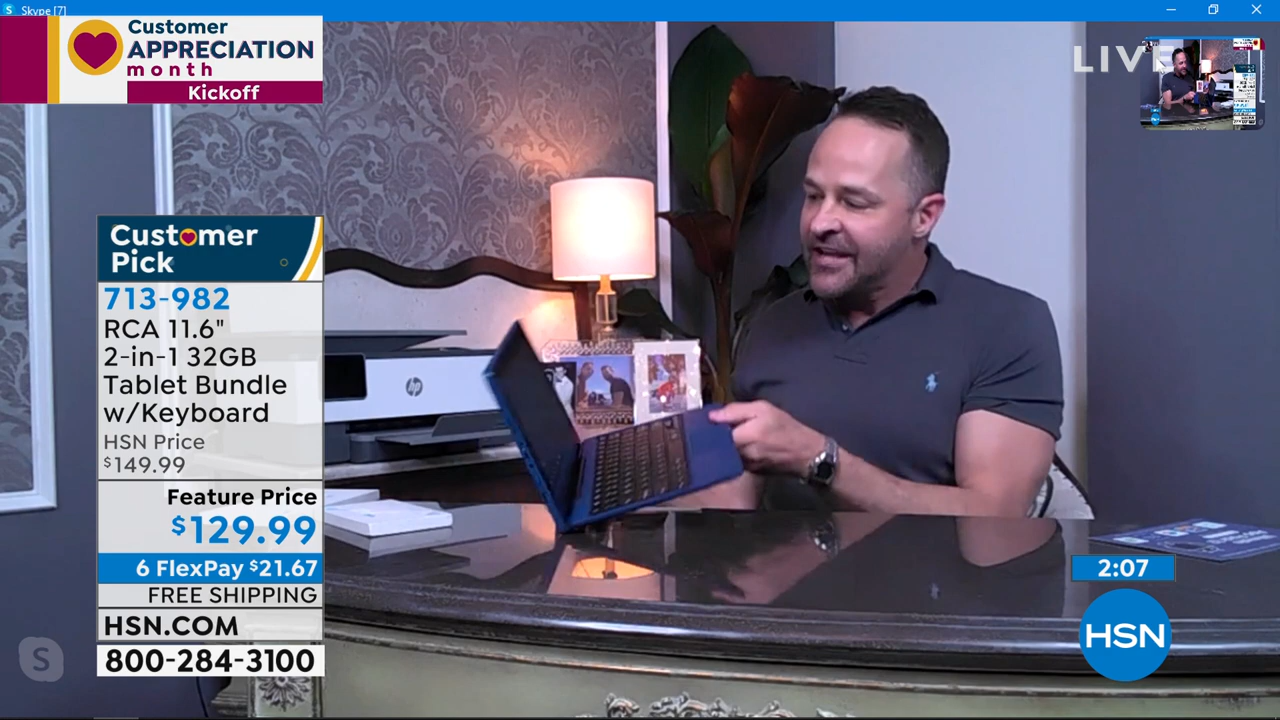 Skype [7]
Customer
APPRECIATION
month
Kickoff
LIVE
Customer
Pick
713-982
RCA 11.6"
2-in-1 32GB
Tablet Bundle
w/Keyboard
HSN Price
$149.99
Feature Price
$129.99
6 FlexPay $21.67
FREE SHIPPING
HSN.COM
800-284-3100
hp
2:07
HSN
S